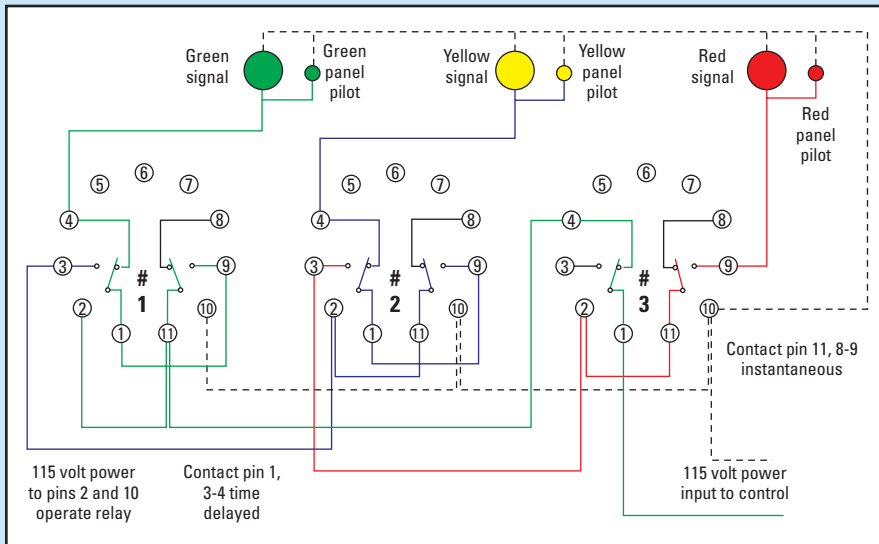 Green
signal
Green
panel
pilot
Yellow
signal
Yellow
panel
pilot
Red
signal
Red
panel
pilot
5 6 7
4 8
3 # 9
1
2 10
1 11
5 6 7
4 8
3 # 9
2
2 10
1 11
5 6 7
4 8
3 # 9
3
2 10
1 11
Contact pin 11, 8-9
instantaneous
115 volt power
to pins 2 and 10
operate relay
Contact pin 1,
3-4 time
delayed
115 volt power
input to control